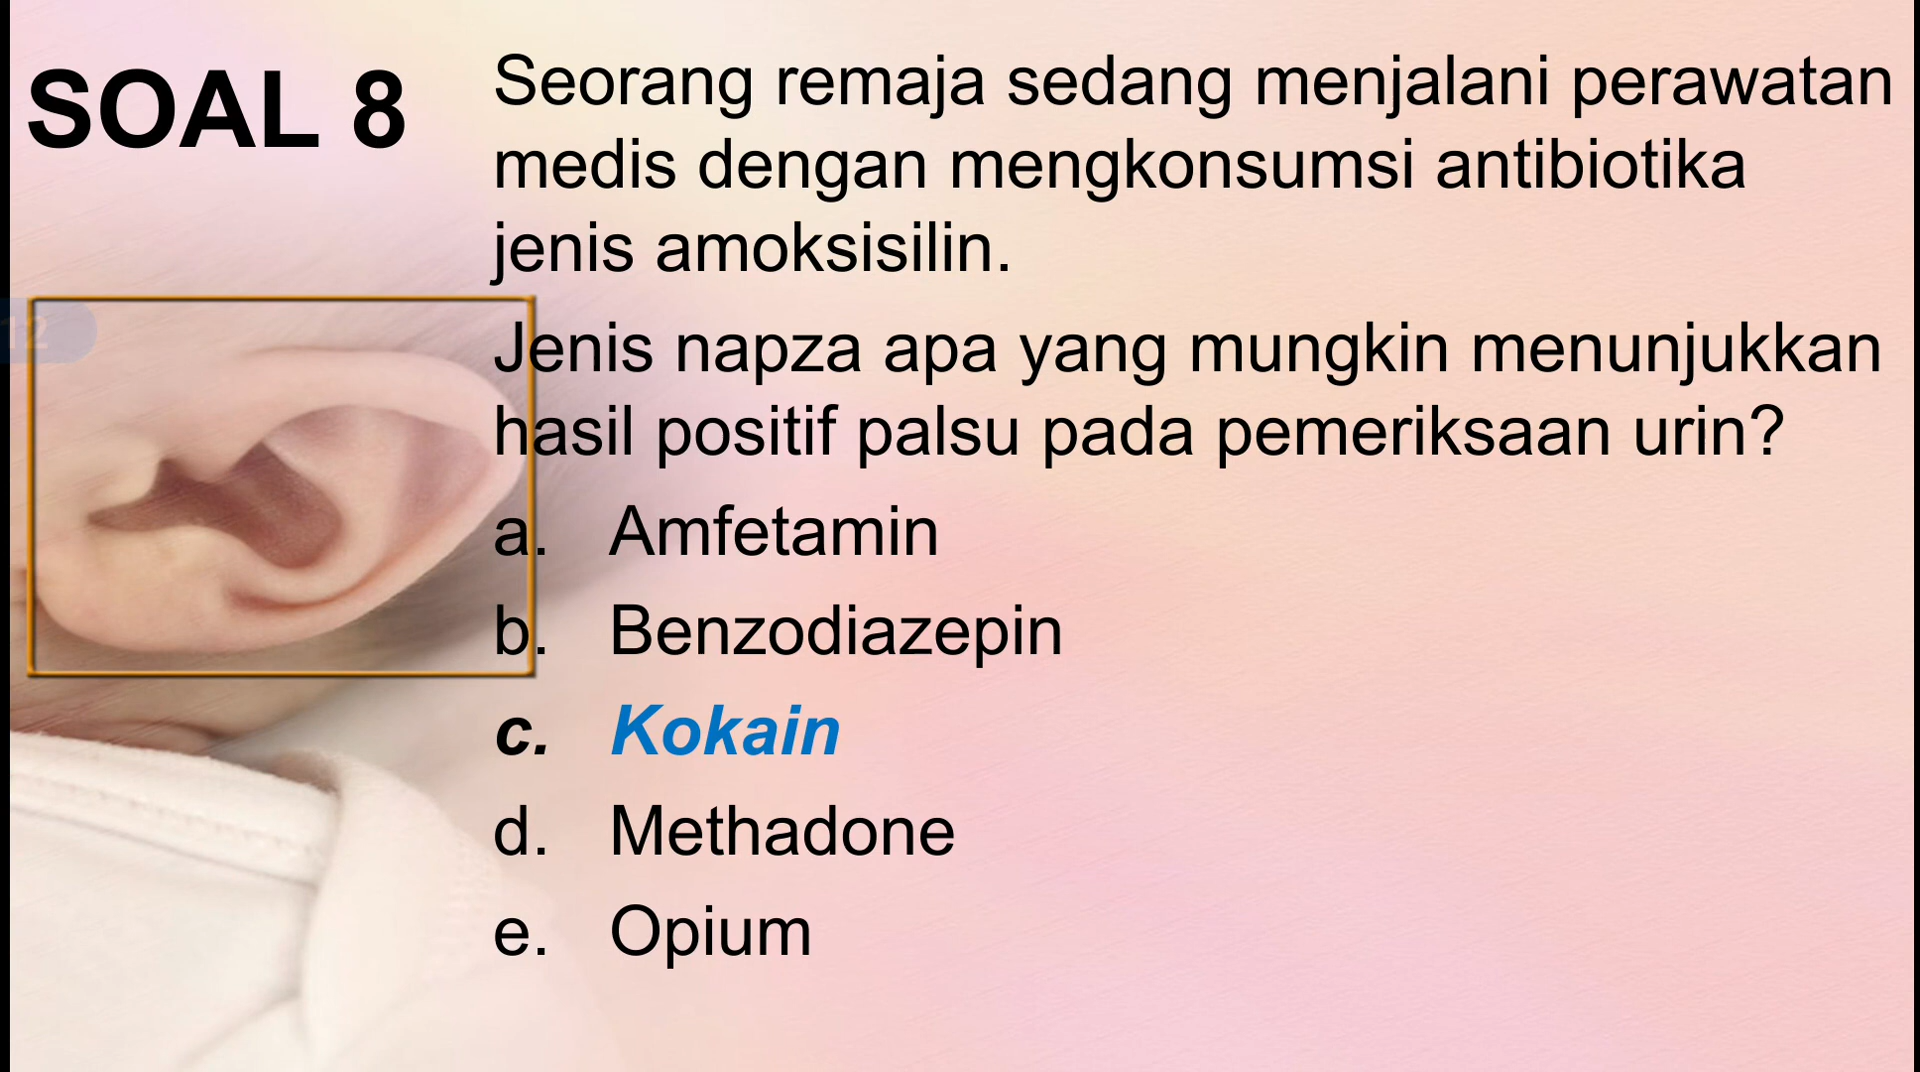 SOAL 8
Seorang remaja sedang menjalani perawatan
medis dengan mengkonsumsi antibiotika
jenis amoksisilin.
12
Jenis napza apa yang mungkin menunjukkan
hasil positif palsu pada pemeriksaan urin?
a. Amfetamin
b. Benzodiazepin
c. Kokain
d. Methadone
e. Opium